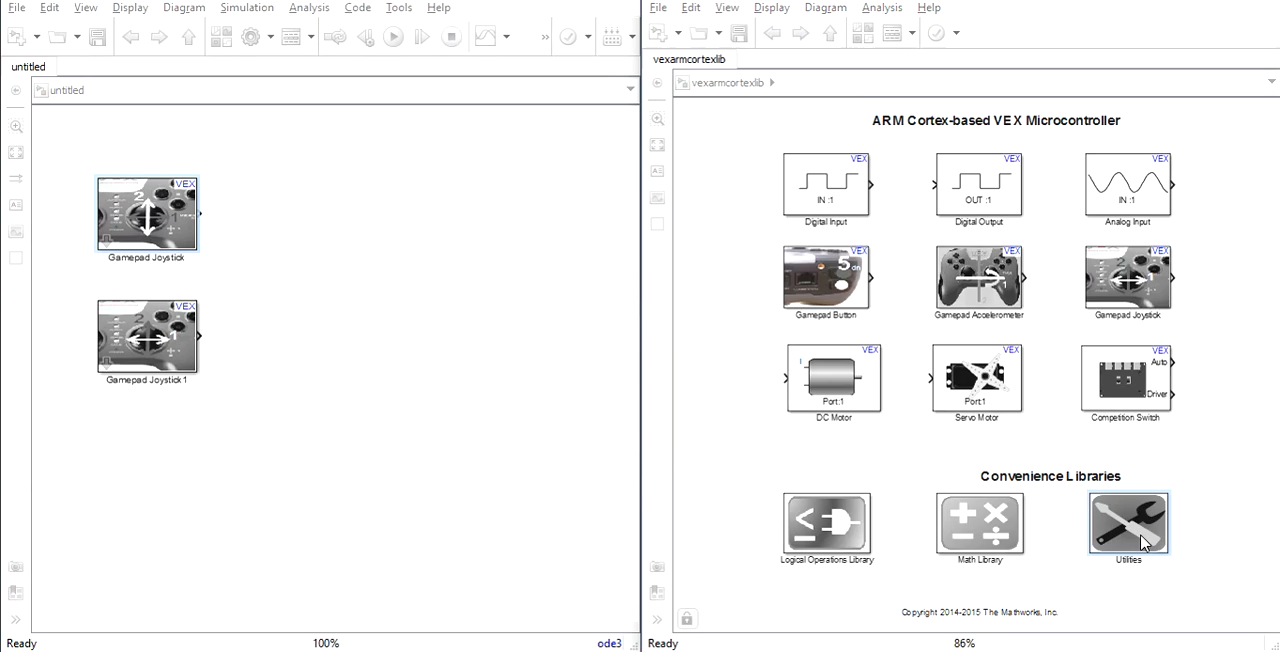 File Edit View Display Diagram Simulation Analysis Code Tools Help
untitled
untitled
VEX
2
1
Gamepad Joystick
VEX
2
1
Gamepad Joystick1
Ready 100% ode3
File Edit View Display Diagram Analysis Help
vexarmcortexlib
vexarmcortexlib
ARM Cortex-based VEX Microcontroller
VEX VEX VEX
IN :1 OUT :1 IN :1
Digital Input Digital Output Analog Input
VEX VEX VEX
5 dn 1 2
Gamepad Button Gamepad Accelerometer Gamepad Joystick
VEX VEX VEX
Auto
Port:1 Port:1 Driver
DC Motor Servo Motor Competition Switch
Convenience Libraries
Logical Operations Library Math Library Utilities
Copyright 2014-2015 The Mathworks, Inc.
Ready 86%